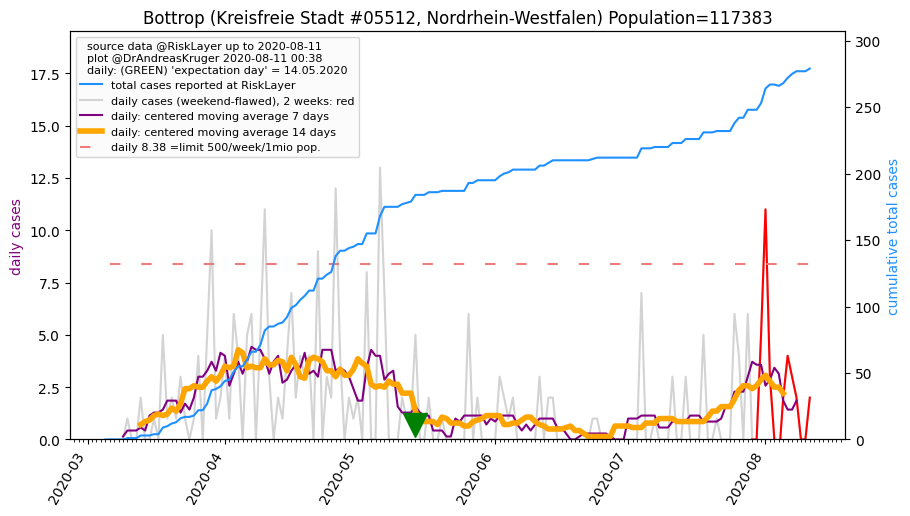 Bottrop (Kreisfreie Stadt #05512, Nordrhein-Westfalen) Population=117383
source data @RiskLayer up to 2020-08-11
plot @DrAndreasKruger 2020-08-11 00:38
daily: (GREEN) 'expectation day' = 14.05.2020
total cases reported at RiskLayer
daily cases (weekend-flawed), 2 weeks: red
daily: centered moving average 7 days
daily: centered moving average 14 days
daily 8.38 =limit 500/week/1mio pop.
daily cases
17.5
15.0
12.5
10.0
7.5
5.0
2.5
0.0
cumulative total cases
300
250
200
150
100
50
0
2020-03
2020-04
2020-05
2020-06
2020-07
2020-08